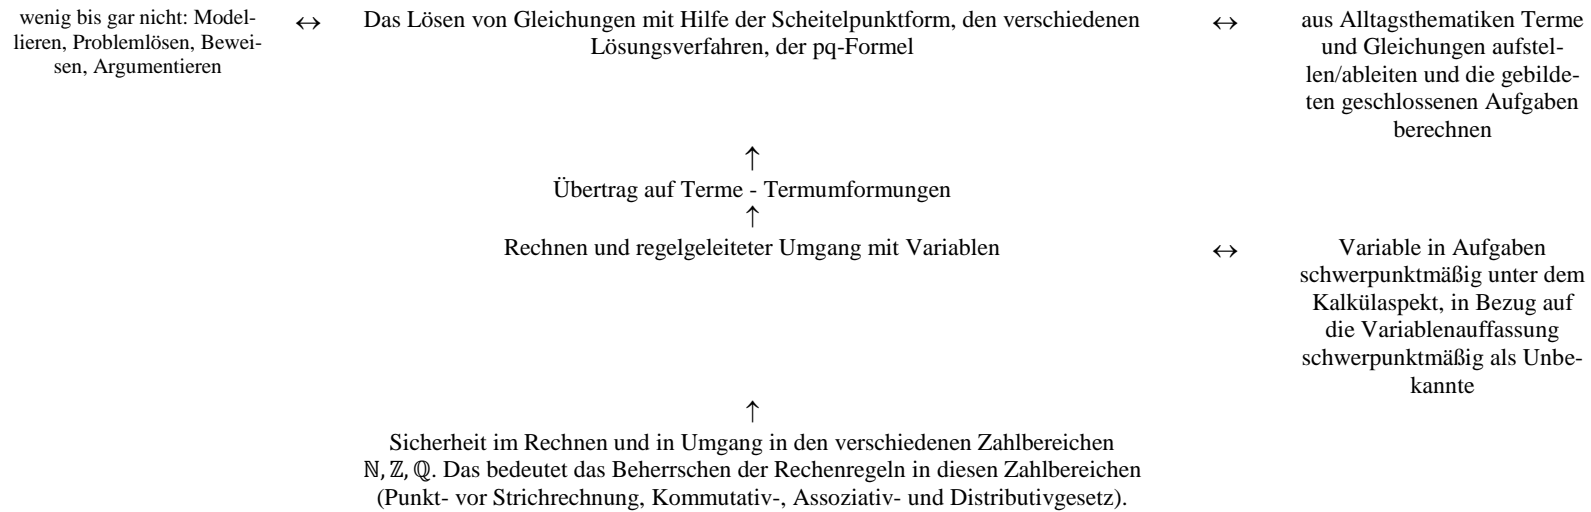 wenig bis gar nicht: Model-
lieren, Problemlösen, Bewei-
sen, Argumentieren
↔
Das Lösen von Gleichungen mit Hilfe der Scheitelpunktform, den verschiedenen
Lösungsverfahren, der pq-Formel
↔
aus Alltagsthematiken Terme
und Gleichungen aufstel-
len/ableiten und die gebilde-
ten geschlossenen Aufgaben
berechnen
↑
Übertrag auf Terme - Termumformungen
↑
Rechnen und regelgeleiteter Umgang mit Variablen
↔
Variable in Aufgaben
schwerpunktmäßig unter dem
Kalkülaspekt, in Bezug auf
die Variablenauffassung
schwerpunktmäßig als Unbe-
kannte
↑
Sicherheit im Rechnen und in Umgang in den verschiedenen Zahlbereichen
ℕ, ℤ, ℚ. Das bedeutet das Beherrschen der Rechenregeln in diesen Zahlbereichen
(Punkt- vor Strichrechnung, Kommutativ-, Assoziativ- und Distributivgesetz).